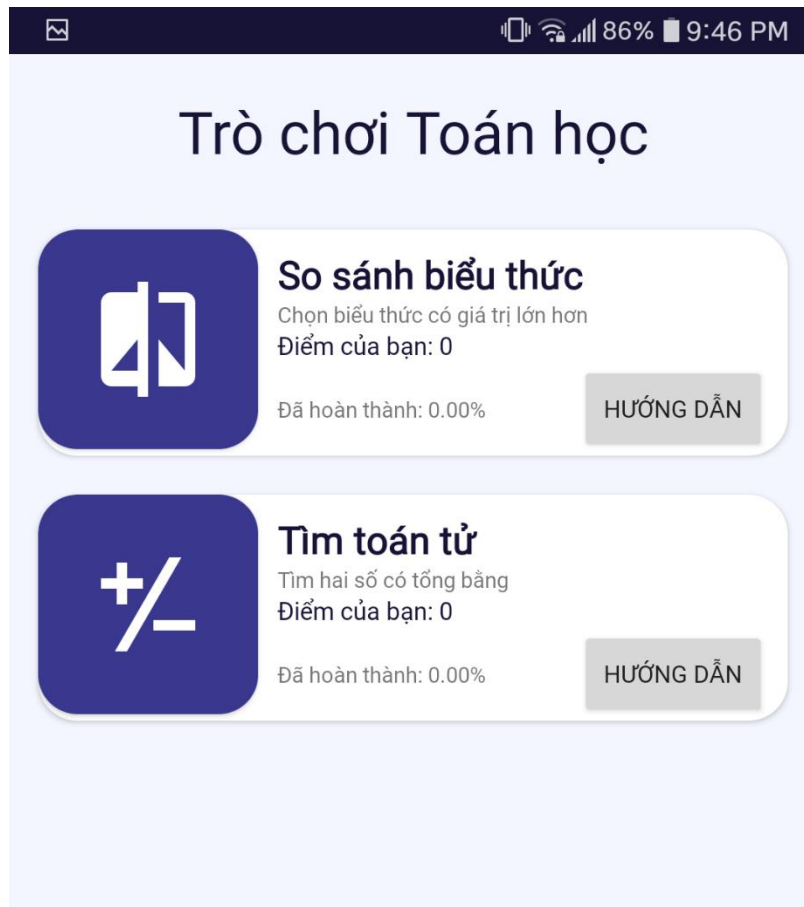 86% 9:46 PM
Trò chơi Toán học
So sánh biểu thức
Chọn biểu thức có giá trị lớn hơn
Điểm của bạn: 0
Đã hoàn thành: 0.00%
HƯỚNG DẪN
Tìm toán tử
Tìm hai số có tổng bằng
Điểm của bạn: 0
Đã hoàn thành: 0.00%
HƯỚNG DẪN